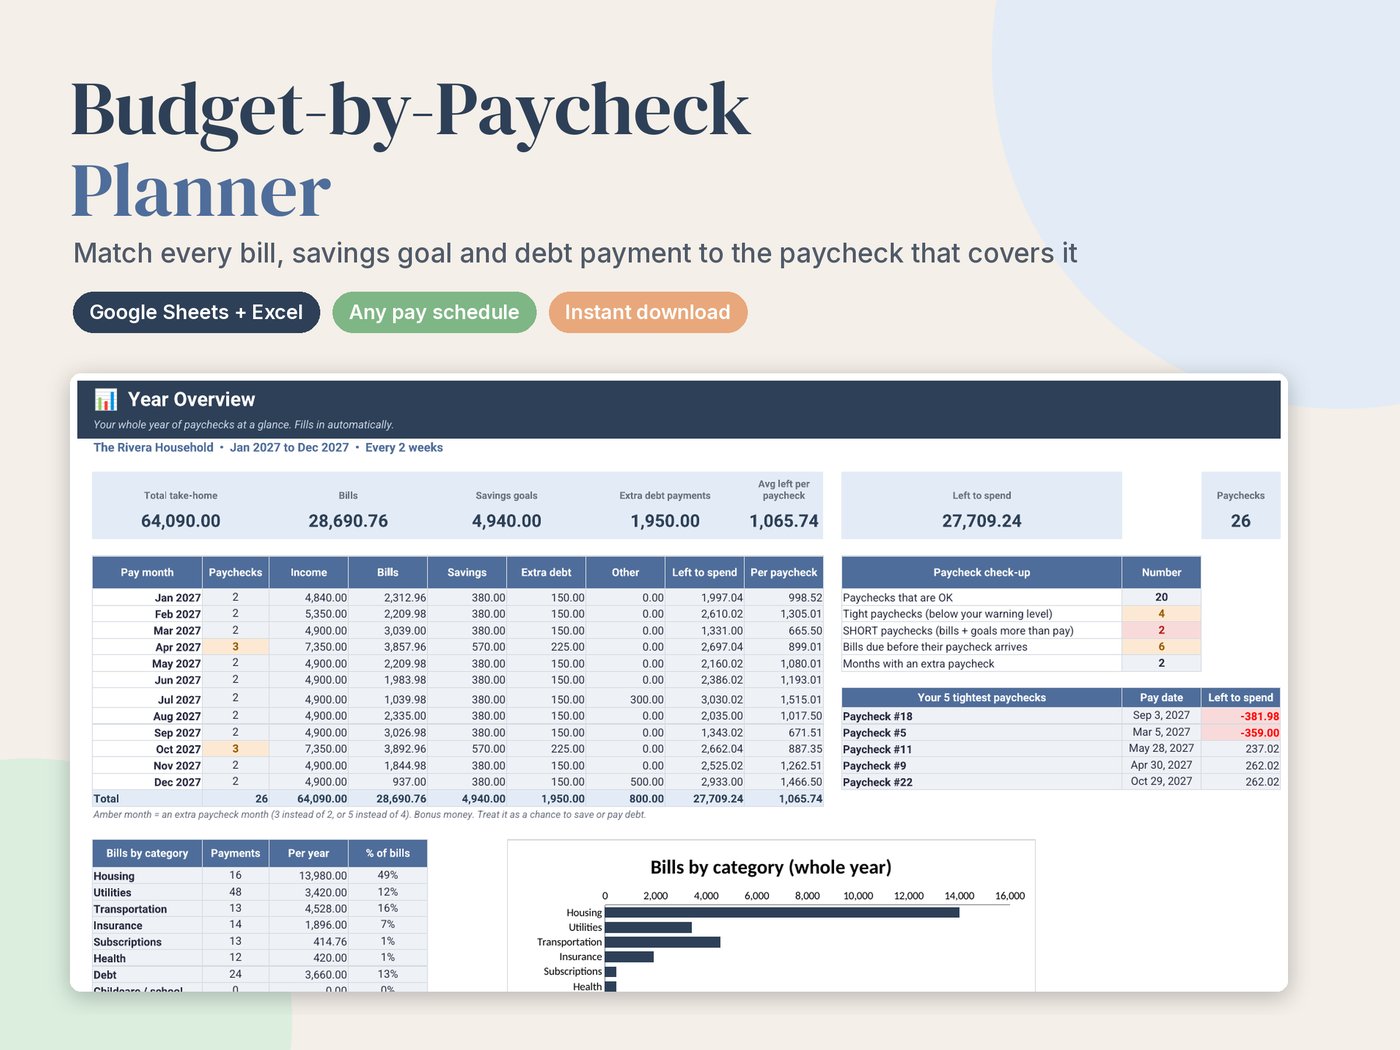 Budget-by-Paycheck
Planner
Match every bill, savings goal and debt payment to the paycheck that covers it
Google Sheets + Excel Any pay schedule Instant download
Year Overview
Your whole year of paychecks at a glance. Fills in automatically.
The Rivera Household • Jan 2027 to Dec 2027 • Every 2 weeks
Total take-home Bills Savings goals Extra debt payments Avg left per paycheck Left to spend Paychecks
64,090.00 28,690.76 4,940.00 1,950.00 1,065.74 27,709.24 26
Pay month Paychecks Income Bills Savings Extra debt Other Left to spend Per paycheck
Jan 2027 2 4,840.00 2,312.96 380.00 150.00 0.00 1,997.04 998.52
Feb 2027 2 5,350.00 2,209.98 380.00 150.00 0.00 2,610.02 1,305.01
Mar 2027 2 4,900.00 3,039.00 380.00 150.00 0.00 1,331.00 665.50
Apr 2027 3 7,350.00 3,857.96 570.00 225.00 0.00 2,697.04 899.01
May 2027 2 4,900.00 2,209.98 380.00 150.00 0.00 2,160.02 1,080.01
Jun 2027 2 4,900.00 1,983.98 380.00 150.00 0.00 2,386.02 1,193.01
Jul 2027 2 4,900.00 1,039.98 380.00 150.00 300.00 3,030.02 1,515.01
Aug 2027 2 4,900.00 2,335.00 380.00 150.00 0.00 2,035.00 1,017.50
Sep 2027 2 4,900.00 3,026.98 380.00 150.00 0.00 1,343.02 671.51
Oct 2027 3 7,350.00 3,892.96 570.00 225.00 0.00 2,662.04 887.35
Nov 2027 2 4,900.00 1,844.98 380.00 150.00 0.00 2,525.02 1,262.51
Dec 2027 2 4,900.00 937.00 380.00 150.00 500.00 2,933.00 1,466.50
Total 26 64,090.00 28,690.76 4,940.00 1,950.00 800.00 27,709.24 1,065.74
Amber month = an extra paycheck month (3 instead of 2, or 5 instead of 4). Bonus money. Treat it as a chance to save or pay debt.
Paycheck check-up Number
Paychecks that are OK 20
Tight paychecks (below your warning level) 4
SHORT paychecks (bills + goals more than pay) 2
Bills due before their paycheck arrives 6
Months with an extra paycheck 2
Your 5 tightest paychecks Pay date Left to spend
Paycheck #18 Sep 3, 2027 -381.98
Paycheck #5 Mar 5, 2027 -359.00
Paycheck #11 May 28, 2027 237.02
Paycheck #9 Apr 30, 2027 262.02
Paycheck #22 Oct 29, 2027 262.02
Bills by category Payments Per year % of bills
Housing 16 13,980.00 49%
Utilities 48 3,420.00 12%
Transportation 13 4,528.00 16%
Insurance 14 1,896.00 7%
Subscriptions 13 414.76 1%
Health 12 420.00 1%
Debt 24 3,660.00 13%
Childcare / school 0 0.00 0%
Bills by category (whole year)
0 2,000 4,000 6,000 8,000 10,000 12,000 14,000 16,000
Housing
Utilities
Transportation
Insurance
Subscriptions
Health